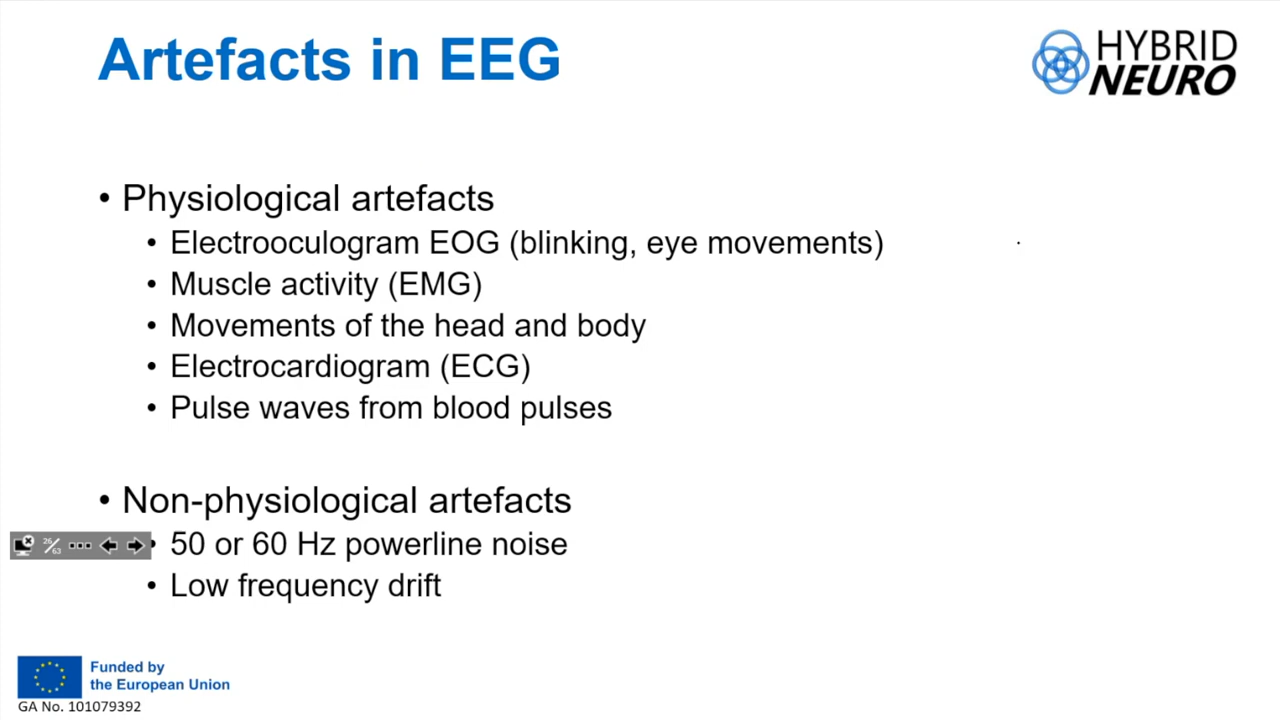 Artefacts in EEG
HYBRID
NEURO
• Physiological artefacts
• Electrooculogram EOG (blinking, eye movements)
• Muscle activity (EMG)
• Movements of the head and body
• Electrocardiogram (ECG)
• Pulse waves from blood pulses
• Non-physiological artefacts
26/63
• 50 or 60 Hz powerline noise
• Low frequency drift
Funded by
the European Union
GA No. 101079392